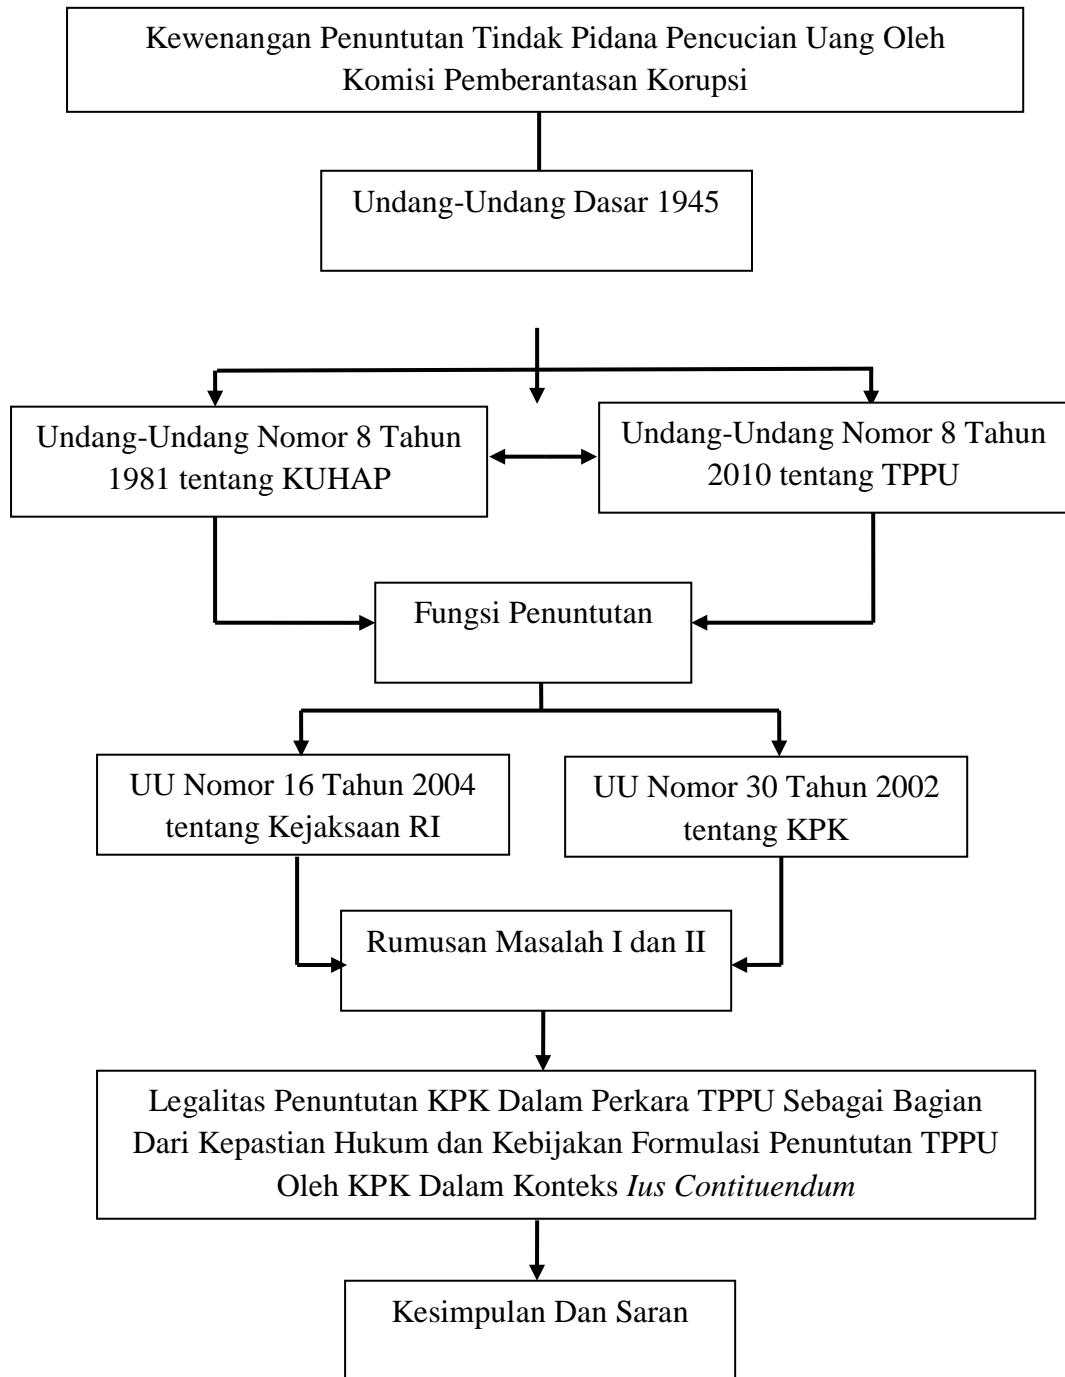 Kewenangan Penuntutan Tindak Pidana Pencucian Uang Oleh
Komisi Pemberantasan Korupsi
Undang-Undang Dasar 1945
Undang-Undang Nomor 8 Tahun
1981 tentang KUHAP
Undang-Undang Nomor 8 Tahun
2010 tentang TPPU
Fungsi Penuntutan
UU Nomor 16 Tahun 2004
tentang Kejaksaan RI
UU Nomor 30 Tahun 2002
tentang KPK
Rumusan Masalah I dan II
Legalitas Penuntutan KPK Dalam Perkara TPPU Sebagai Bagian
Dari Kepastian Hukum dan Kebijakan Formulasi Penuntutan TPPU
Oleh KPK Dalam Konteks Ius Contituendum
Kesimpulan Dan Saran